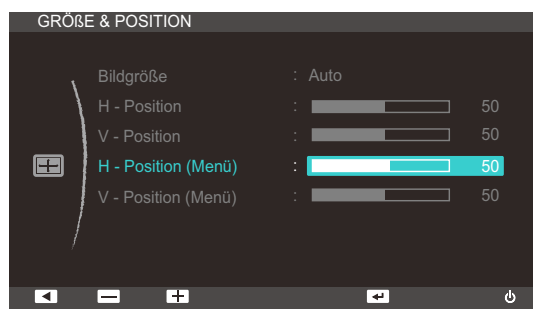 GRÖßE & POSITION
Bildgröße : Auto
H - Position : 50
V - Position : 50
H - Position (Menü) : 50
V - Position (Menü) : 50